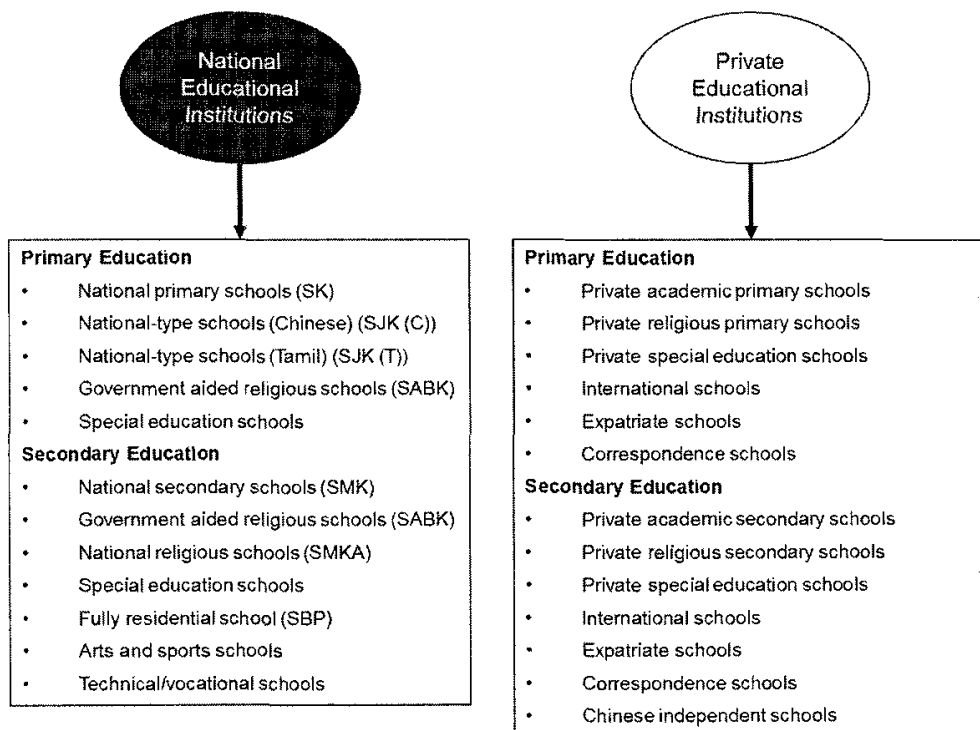 National
Educational
Institutions
Primary Education
• National primary schools (SK)
• National-type schools (Chinese) (SJK (C))
• National-type schools (Tamil) (SJK (T))
• Government aided religious schools (SABK)
• Special education schools
Secondary Education
• National secondary schools (SMK)
• Government aided religious schools (SABK)
• National religious schools (SMKA)
• Special education schools
• Fully residential school (SBP)
• Arts and sports schools
• Technical/vocational schools
Private
Educational
Institutions
Primary Education
• Private academic primary schools
• Private religious primary schools
• Private special education schools
• International schools
• Expatriate schools
• Correspondence schools
Secondary Education
• Private academic secondary schools
• Private religious secondary schools
• Private special education schools
• International schools
• Expatriate schools
• Correspondence schools
• Chinese independent schools